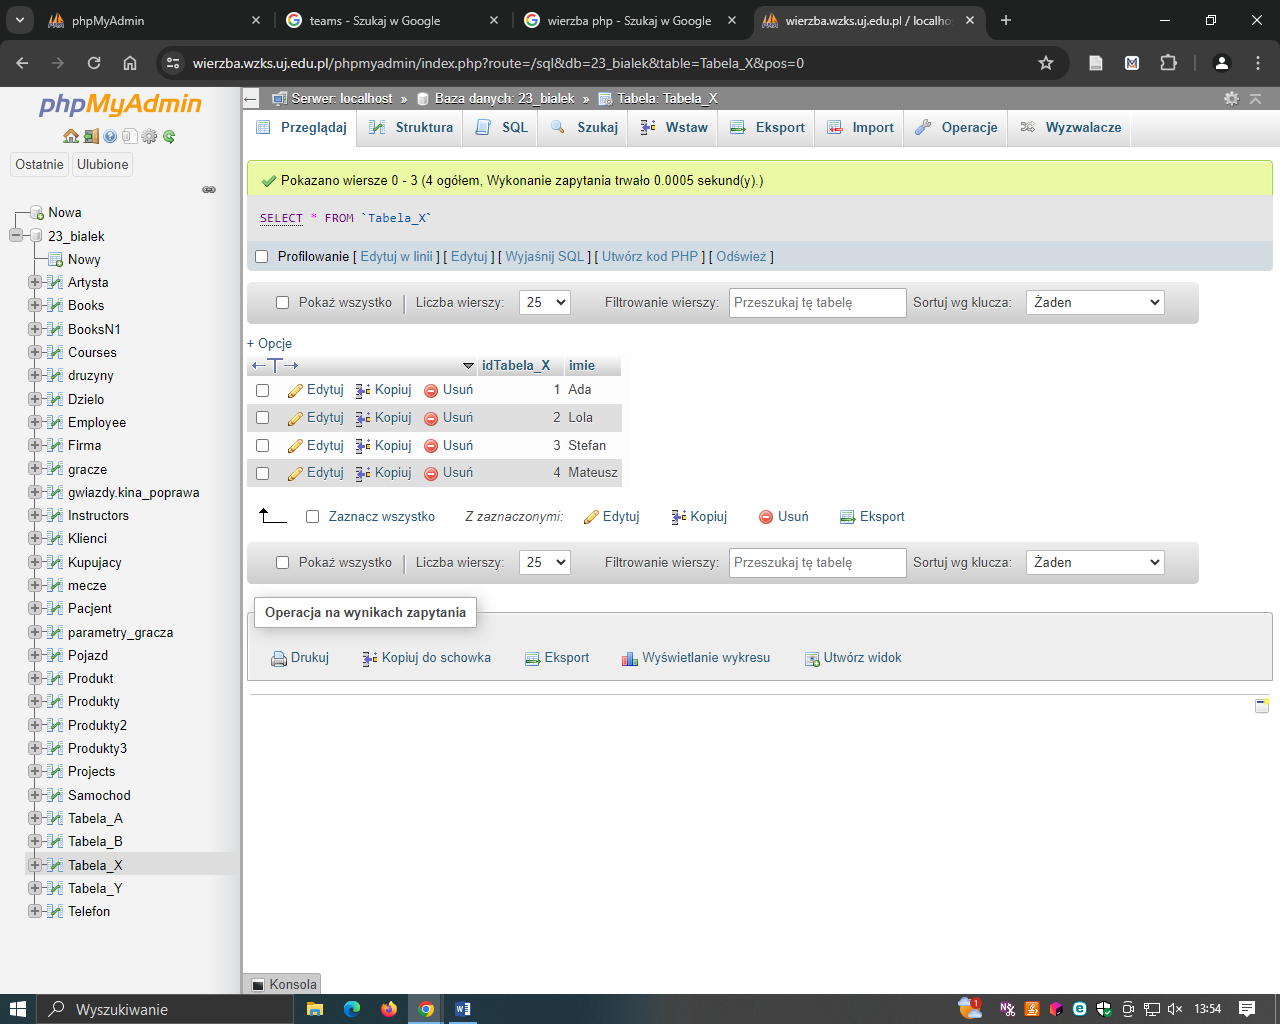 phpMyAdmin
teams - Szukaj w Google
wierzba php - Szukaj w Google
wierzba.wzks.uj.edu.pl / localho
wierzba.wzks.uj.edu.pl/phpmyadmin/index.php?route=/sql&db=23_bialek&table=Tabela_X&pos=0
phpMyAdmin
Ostatnie Ulubione
Nowa
23_bialek
Nowy
Artysta
Books
BooksN1
Courses
druzyny
Dzielo
Employee
Firma
gracze
gwiazdy.kina_poprawa
Instructors
Klienci
Kupujacy
mecze
Pacjent
parametry_gracza
Pojazd
Produkt
Produkty
Produkty2
Produkty3
Projects
Samochod
Tabela_A
Tabela_B
Tabela_X
Tabela_Y
Telefon
Serwer: localhost » Baza danych: 23_bialek » Tabela: Tabela_X
Przeglądaj Struktura SQL Szukaj Wstaw Eksport Import Operacje Wyzwalacze
Pokazano wiersze 0 - 3 (4 ogółem, Wykonanie zapytania trwało 0.0005 sekund(y).)
SELECT * FROM `Tabela_X`
Profilowanie [ Edytuj w linii ] [ Edytuj ] [ Wyjaśnij SQL ] [ Utwórz kod PHP ] [ Odśwież ]
Pokaż wszystko Liczba wierszy: 25 Filtrowanie wierszy: Przeszukaj tę tabelę Sortuj wg klucza: Żaden
+ Opcje
←T→ idTabela_X imie
Edytuj Kopiuj Usuń 1 Ada
Edytuj Kopiuj Usuń 2 Lola
Edytuj Kopiuj Usuń 3 Stefan
Edytuj Kopiuj Usuń 4 Mateusz
Zaznacz wszystko Z zaznaczonymi: Edytuj Kopiuj Usuń Eksport
Pokaż wszystko Liczba wierszy: 25 Filtrowanie wierszy: Przeszukaj tę tabelę Sortuj wg klucza: Żaden
Operacja na wynikach zapytania
Drukuj Kopiuj do schowka Eksport Wyświetlanie wykresu Utwórz widok
Konsola
Wyszukiwanie
1
13:54